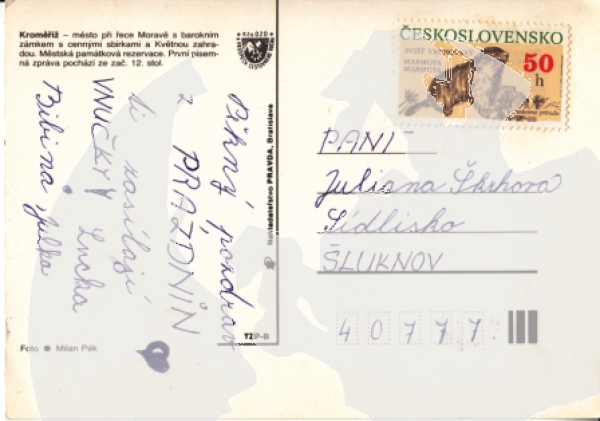 Kroměříž – město při řece Moravě s barokním
zámkem s cennými sbírkami a Květnou zahra-
dou. Městská památková rezervace. První písem-
ná zpráva pochází ze zač. 12. stol.
Pěkný pozdrav
z PRÁZDNIN
ti zasílají
VNUČKY Lucka
Bibina Julka
Foto ● Milan Pék
Nakladatelství PRAVDA, Bratislava
ČESKOSLOVENSKO
MARMOTA
MARMOTA
50
h
PANÍ
Juliana
Sídlisko
ŠLUKNOV
40777